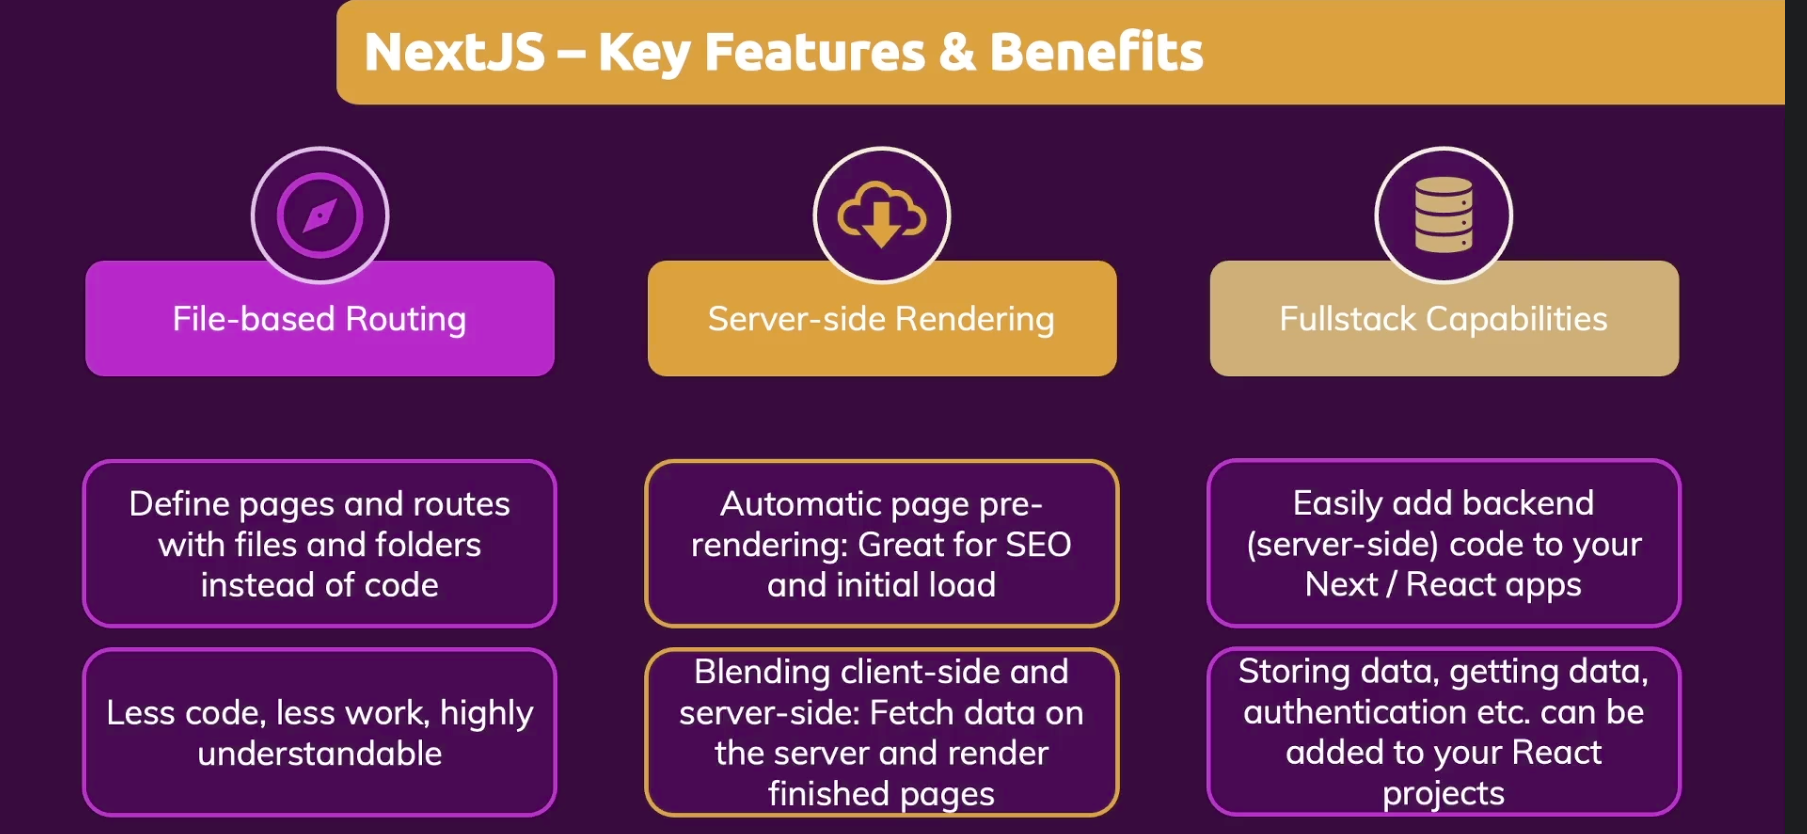 NextJS – Key Features & Benefits
File-based Routing
Define pages and routes
with files and folders
instead of code
Less code, less work, highly
understandable
Server-side Rendering
Automatic page pre-
rendering: Great for SEO
and initial load
Blending client-side and
server-side: Fetch data on
the server and render
finished pages
Fullstack Capabilities
Easily add backend
(server-side) code to your
Next / React apps
Storing data, getting data,
authentication etc. can be
added to your React
projects